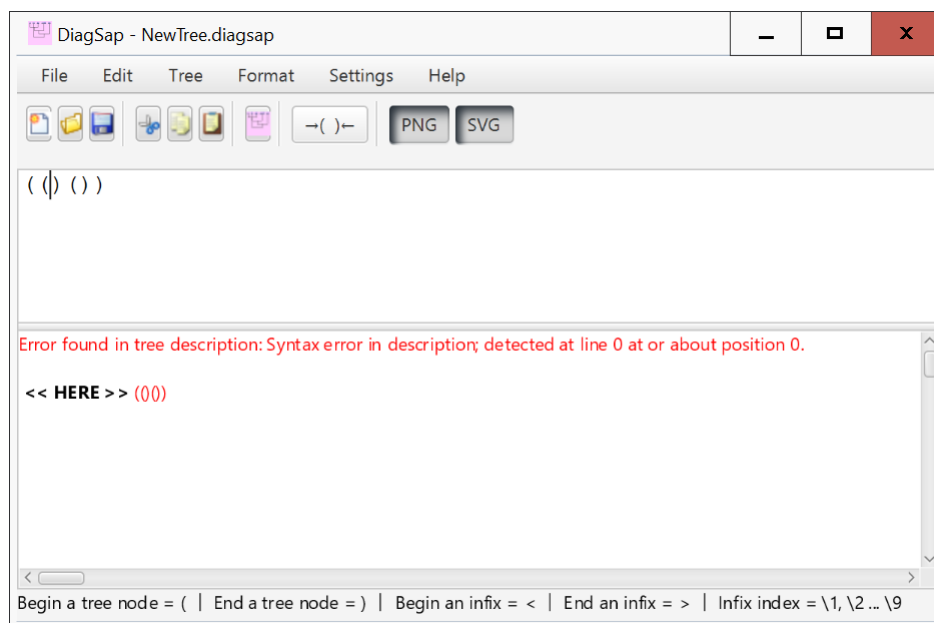 DiagSap - NewTree.diagsap
File Edit Tree Format Settings Help
→( )← PNG SVG
( () () )
Error found in tree description: Syntax error in description; detected at line 0 at or about position 0.
<< HERE >> (()())
Begin a tree node = ( | End a tree node = ) | Begin an infix = < | End an infix = > | Infix index = \1, \2 ... \9